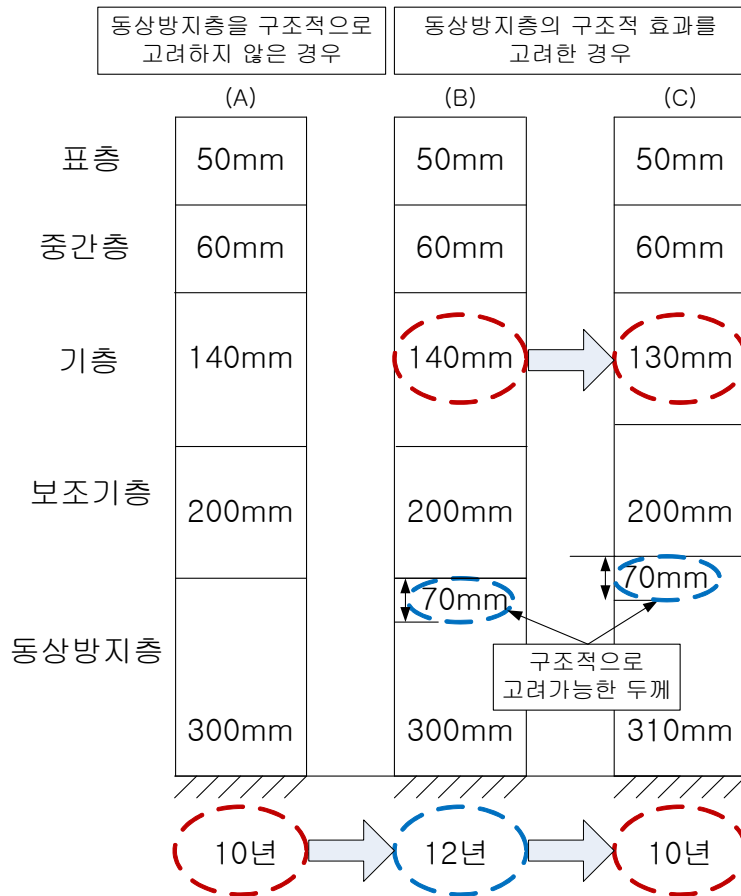 동상방지층을 구조적으로
고려하지 않은 경우
동상방지층의 구조적 효과를
고려한 경우
(A)
(B)
(C)
표층
50mm
50mm
50mm
중간층
60mm
60mm
60mm
기층
140mm
140mm
130mm
보조기층
200mm
200mm
200mm
70mm
70mm
동상방지층
구조적으로
고려가능한 두께
300mm
300mm
310mm
10년
12년
10년